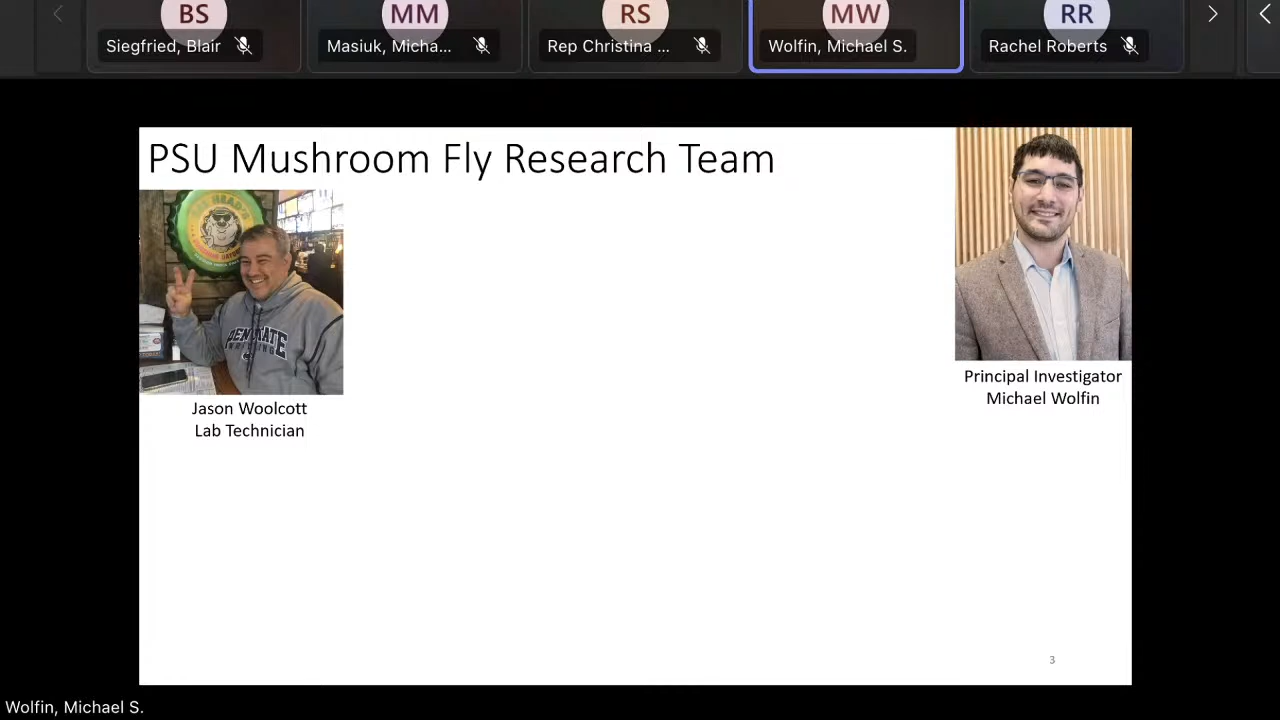 BS
MM
RS
MW
RR
Siegfried, Blair
Masiuk, Micha...
Rep Christina ...
Wolfin, Michael S.
Rachel Roberts
PSU Mushroom Fly Research Team
Jason Woolcott
Lab Technician
Principal Investigator
Michael Wolfin
3
Wolfin, Michael S.